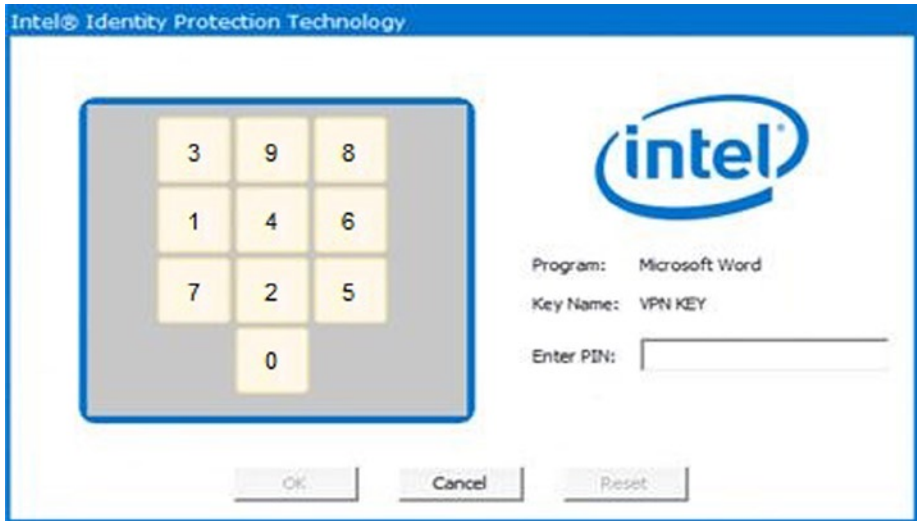 Intel® Identity Protection Technology
3 9 8
1 4 6
7 2 5
0
intel
Program: Microsoft Word
Key Name: VPN KEY
Enter PIN:
OK Cancel Reset